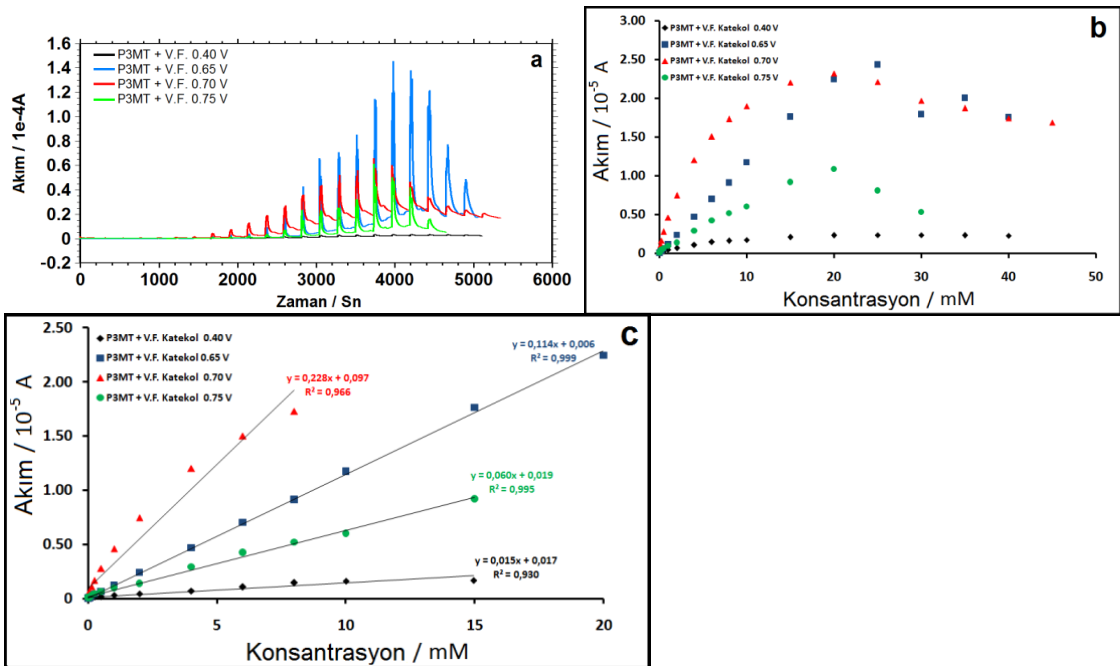 a
P3MT + V.F. 0.40 V
P3MT + V.F. 0.65 V
P3MT + V.F. 0.70 V
P3MT + V.F. 0.75 V
1.6
1.4
1.2
1.0
0.8
0.6
0.4
0.2
0
-0.2
Akım / 1e-4A
0
1000
2000
3000
4000
5000
6000
Zaman / Sn
b
P3MT + V.F. Katekol 0.40 V
P3MT + V.F. Katekol 0.65 V
P3MT + V.F. Katekol 0.70 V
P3MT + V.F. Katekol 0.75 V
3.00
2.50
2.00
1.50
1.00
0.50
0
Akım / 10-5 A
0
10
20
30
40
50
Konsantrasyon / mM
c
P3MT + V.F. Katekol 0.40 V
P3MT + V.F. Katekol 0.65 V
P3MT + V.F. Katekol 0.70 V
P3MT + V.F. Katekol 0.75 V
y = 0,114x + 0,006
R² = 0,999
y = 0,228x + 0,097
R² = 0,966
y = 0,060x + 0,019
R² = 0,995
y = 0,015x + 0,017
R² = 0,930
2.50
2.00
1.50
1.00
0.50
0
Akım / 10-5 A
0
5
10
15
20
Konsantrasyon / mM